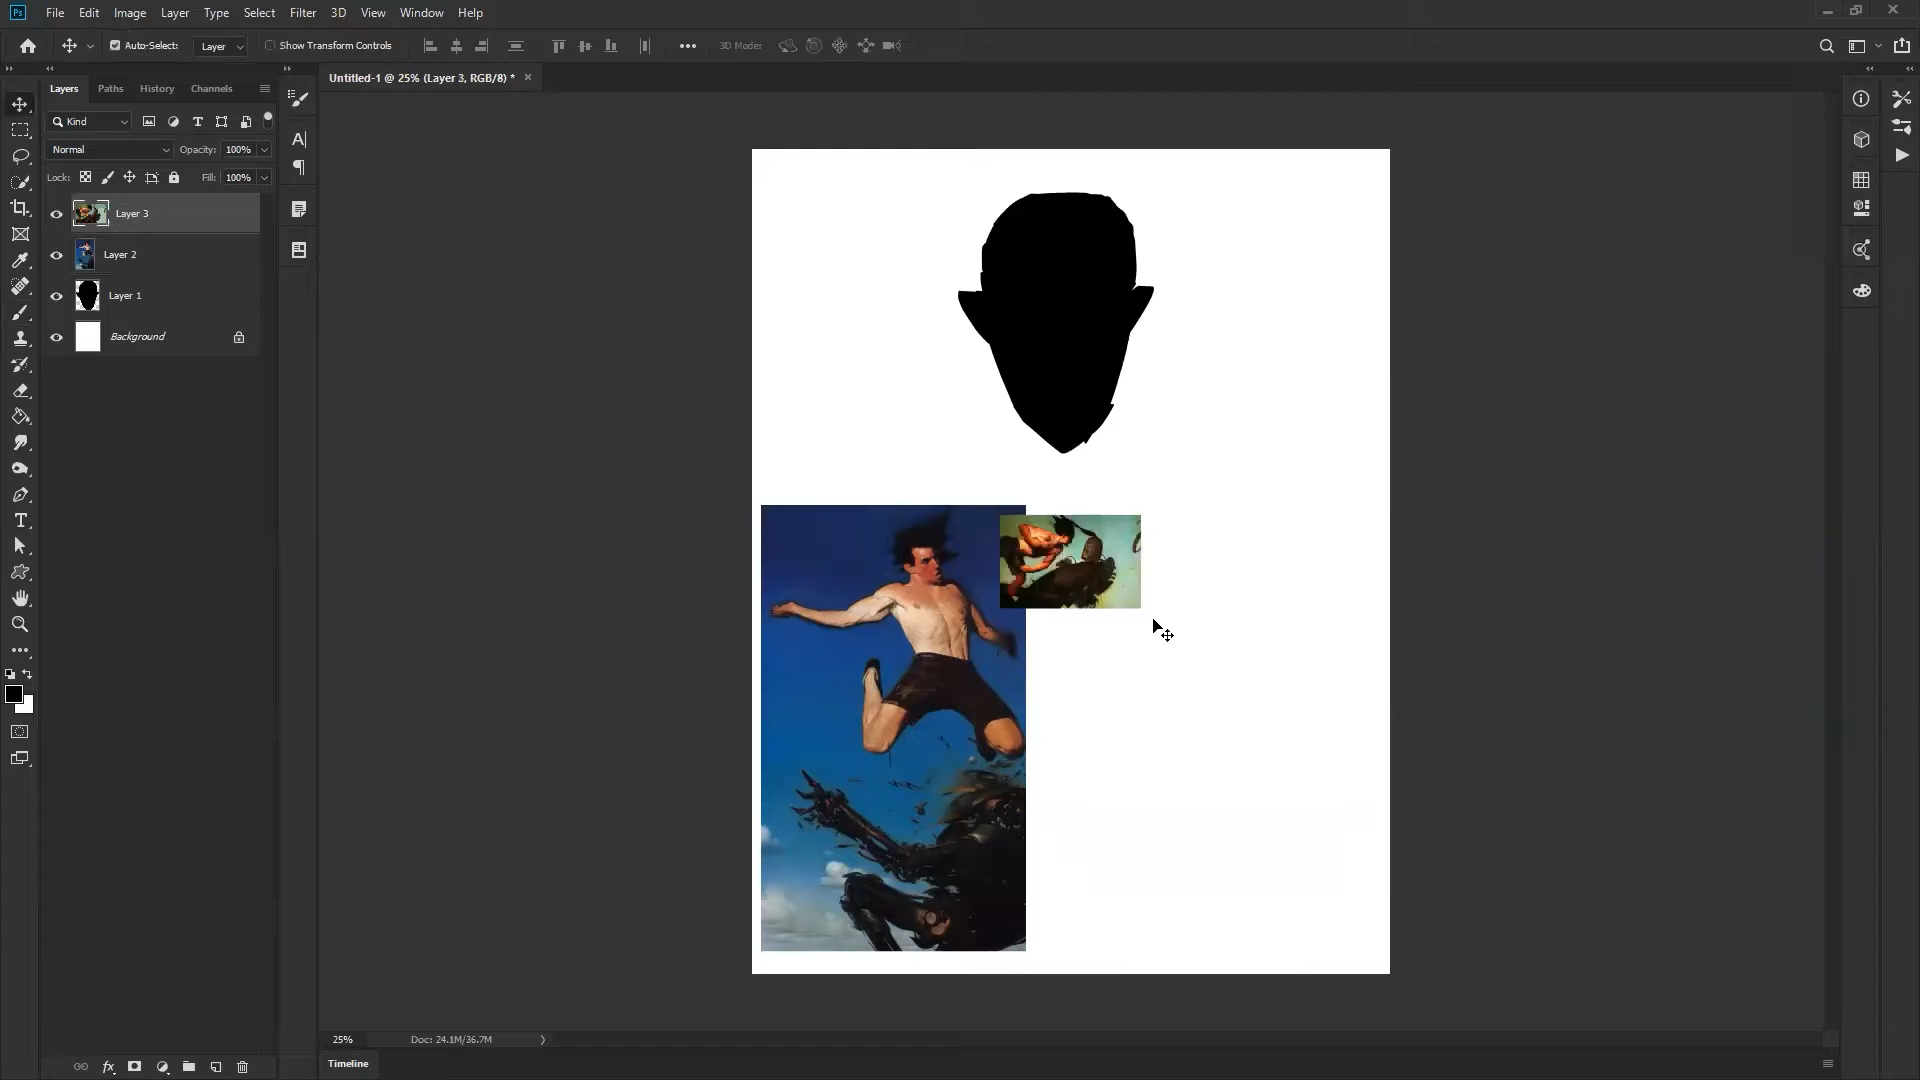 Ps File Edit Image Layer Type Select Filter 3D View Window Help
Auto-Select: Layer Show Transform Controls 3D Mode:
Untitled-1 @ 25% (Layer 3, RGB/8) *
Layers Paths History Channels
Kind
Normal Opacity: 100%
Lock: Fill: 100%
Layer 3
Layer 2
Layer 1
Background
25% Doc: 24.1M/36.7M
Timeline